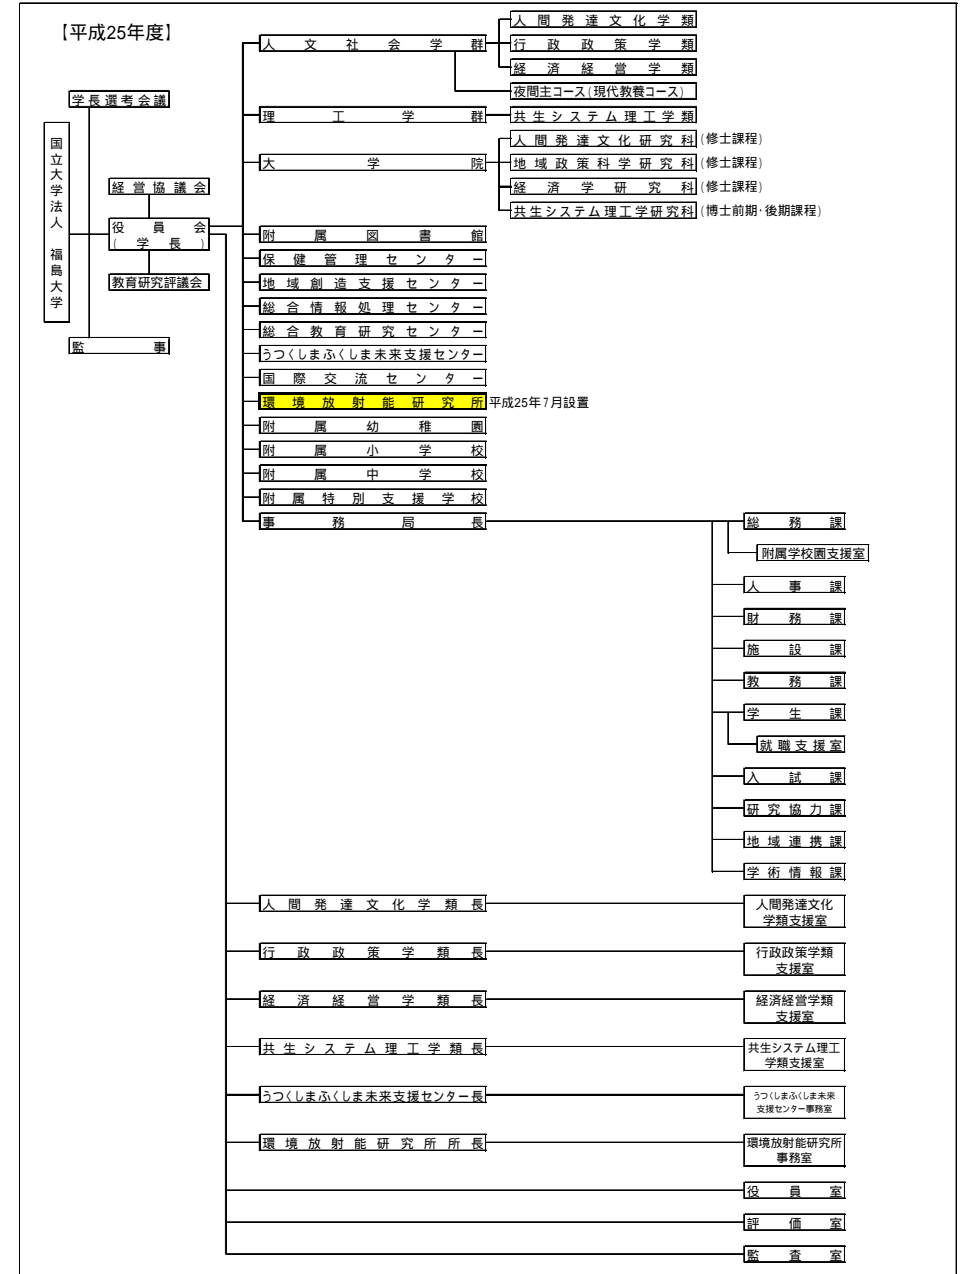 【平成25年度】
人文社会学群
人間発達文化学類
行政政策学類
経済経営学類
夜間主コース(現代教養コース)
学長選考会議
理工学群
共生システム理工学類
国立大学法人 福島大学
大学院
人間発達文化研究科(修士課程)
地域政策科学研究科(修士課程)
経済学研究科(修士課程)
共生システム理工学研究科(博士前期・後期課程)
経営協議会
役員会
(学長)
教育研究評議会
監事
附属図書館
保健管理センター
地域創造支援センター
総合情報処理センター
総合教育研究センター
うつくしまふくしま未来支援センター
国際交流センター
環境放射能研究所 平成25年7月設置
附属幼稚園
附属小学校
附属中学校
附属特別支援学校
事務局長
総務課
附属学校園支援室
人事課
財務課
施設課
教務課
学生課
就職支援室
入試課
研究協力課
地域連携課
学術情報課
人間発達文化学類長
人間発達文化
学類支援室
行政政策学類長
行政政策学類
支援室
経済経営学類長
経済経営学類
支援室
共生システム理工学類長
共生システム理工
学類支援室
うつくしまふくしま未来支援センター長
うつくしまふくしま未来
支援センター事務室
環境放射能研究所所長
環境放射能研究所
事務室
役員室
評価室
監査室